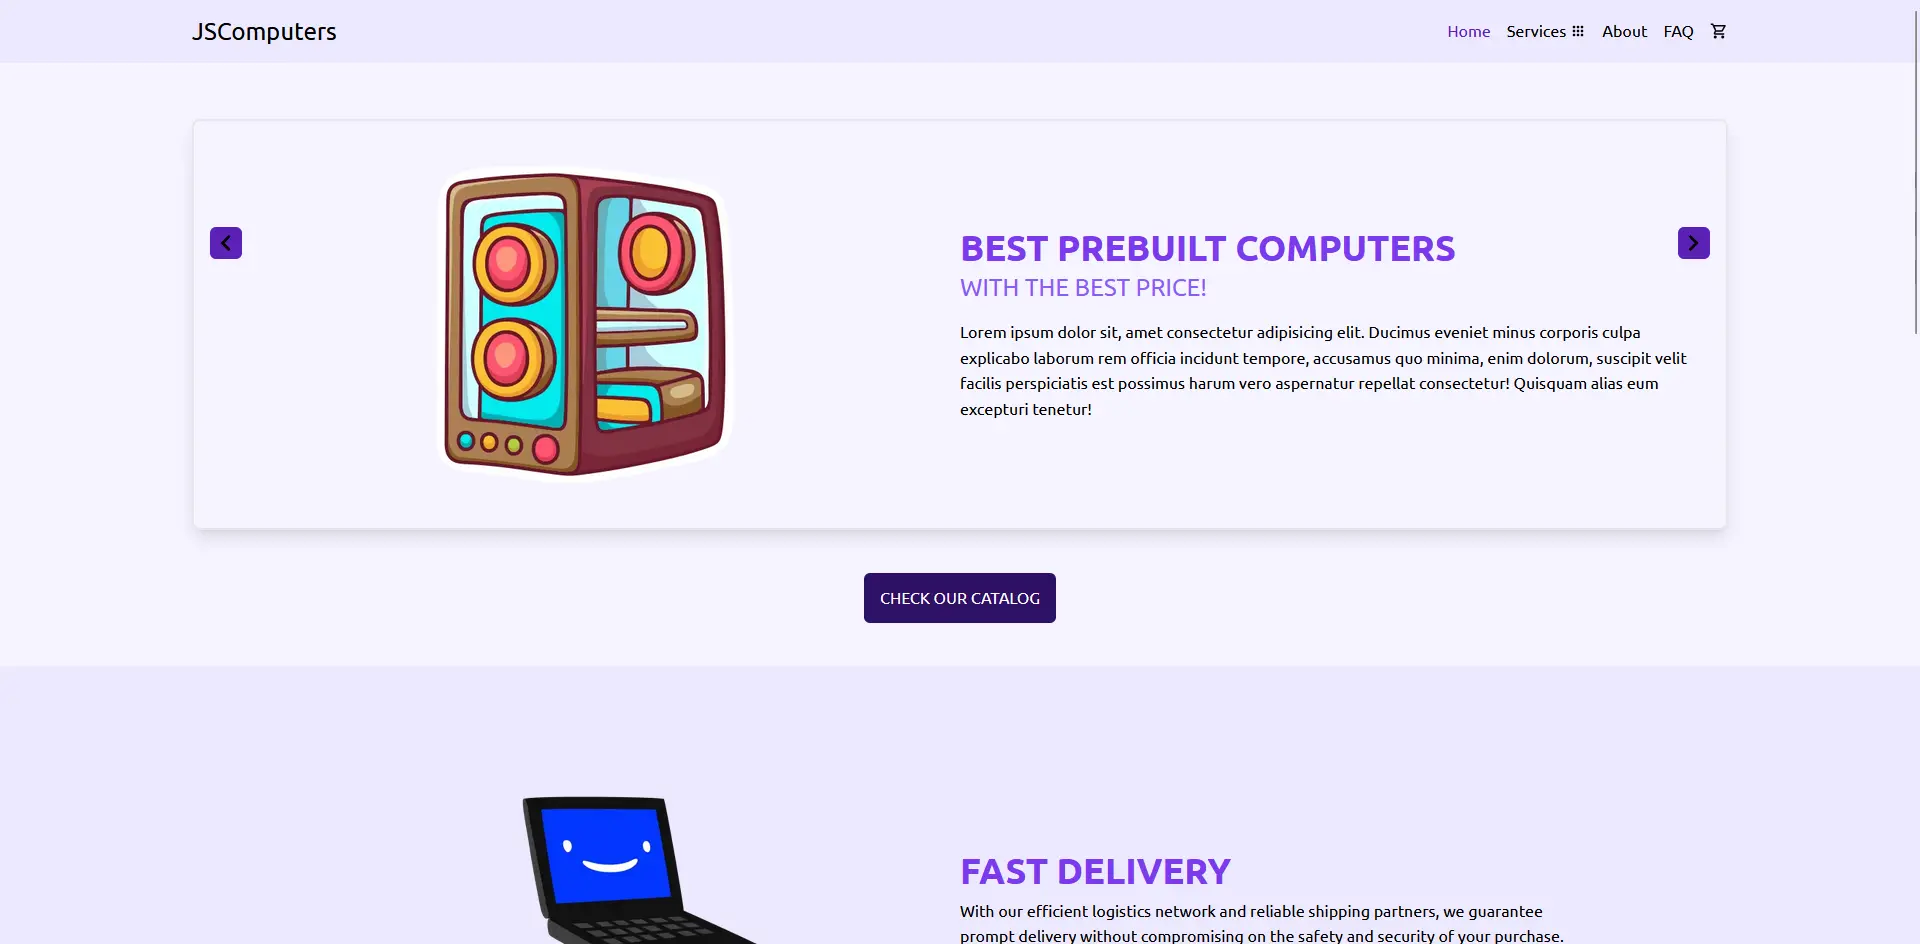 JSComputers
Home Services About FAQ
BEST PREBUILT COMPUTERS
WITH THE BEST PRICE!
Lorem ipsum dolor sit, amet consectetur adipisicing elit. Ducimus eveniet minus corporis culpa
explicabo laborum rem officia incidunt tempore, accusamus quo minima, enim dolorum, suscipit velit
facilis perspiciatis est possimus harum vero aspernatur repellat consectetur! Quisquam alias eum
excepturi tenetur!
CHECK OUR CATALOG
FAST DELIVERY
With our efficient logistics network and reliable shipping partners, we guarantee
prompt delivery without compromising on the safety and security of your purchase.